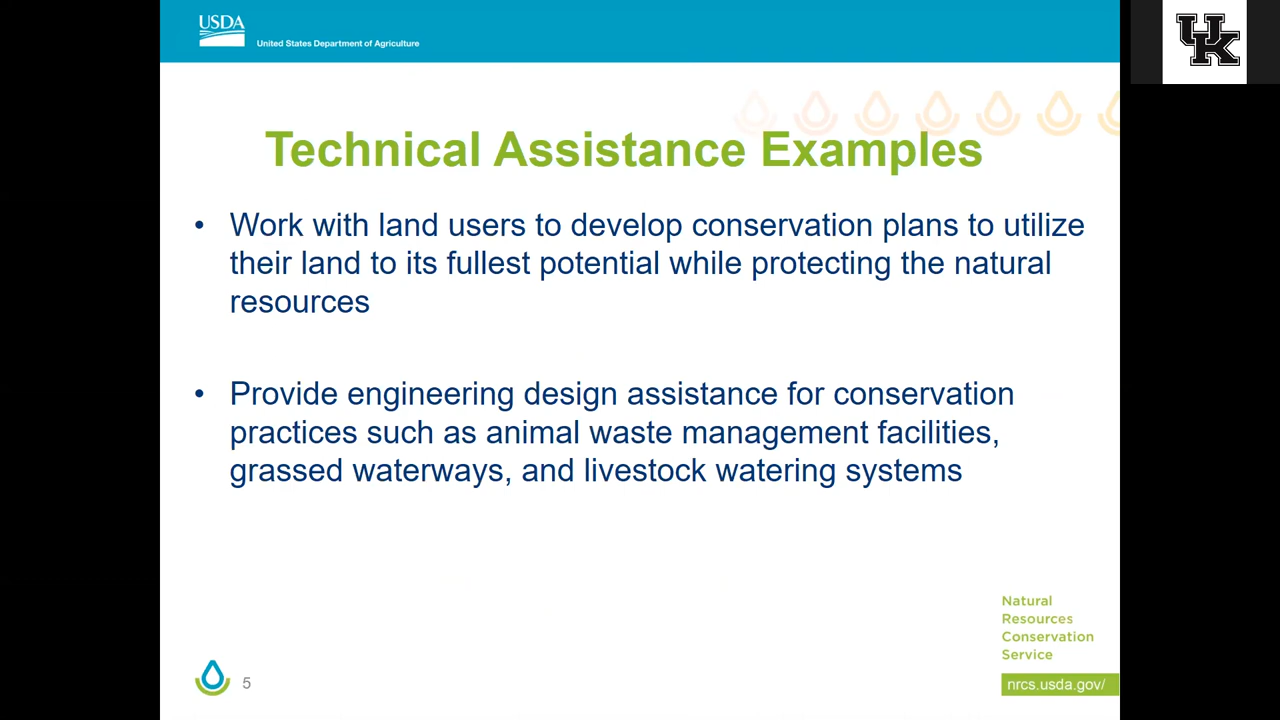 USDA
United States Department of Agriculture
UK
Technical Assistance Examples
• Work with land users to develop conservation plans to utilize
their land to its fullest potential while protecting the natural
resources
• Provide engineering design assistance for conservation
practices such as animal waste management facilities,
grassed waterways, and livestock watering systems
Natural
Resources
Conservation
Service
5
nrcs.usda.gov/